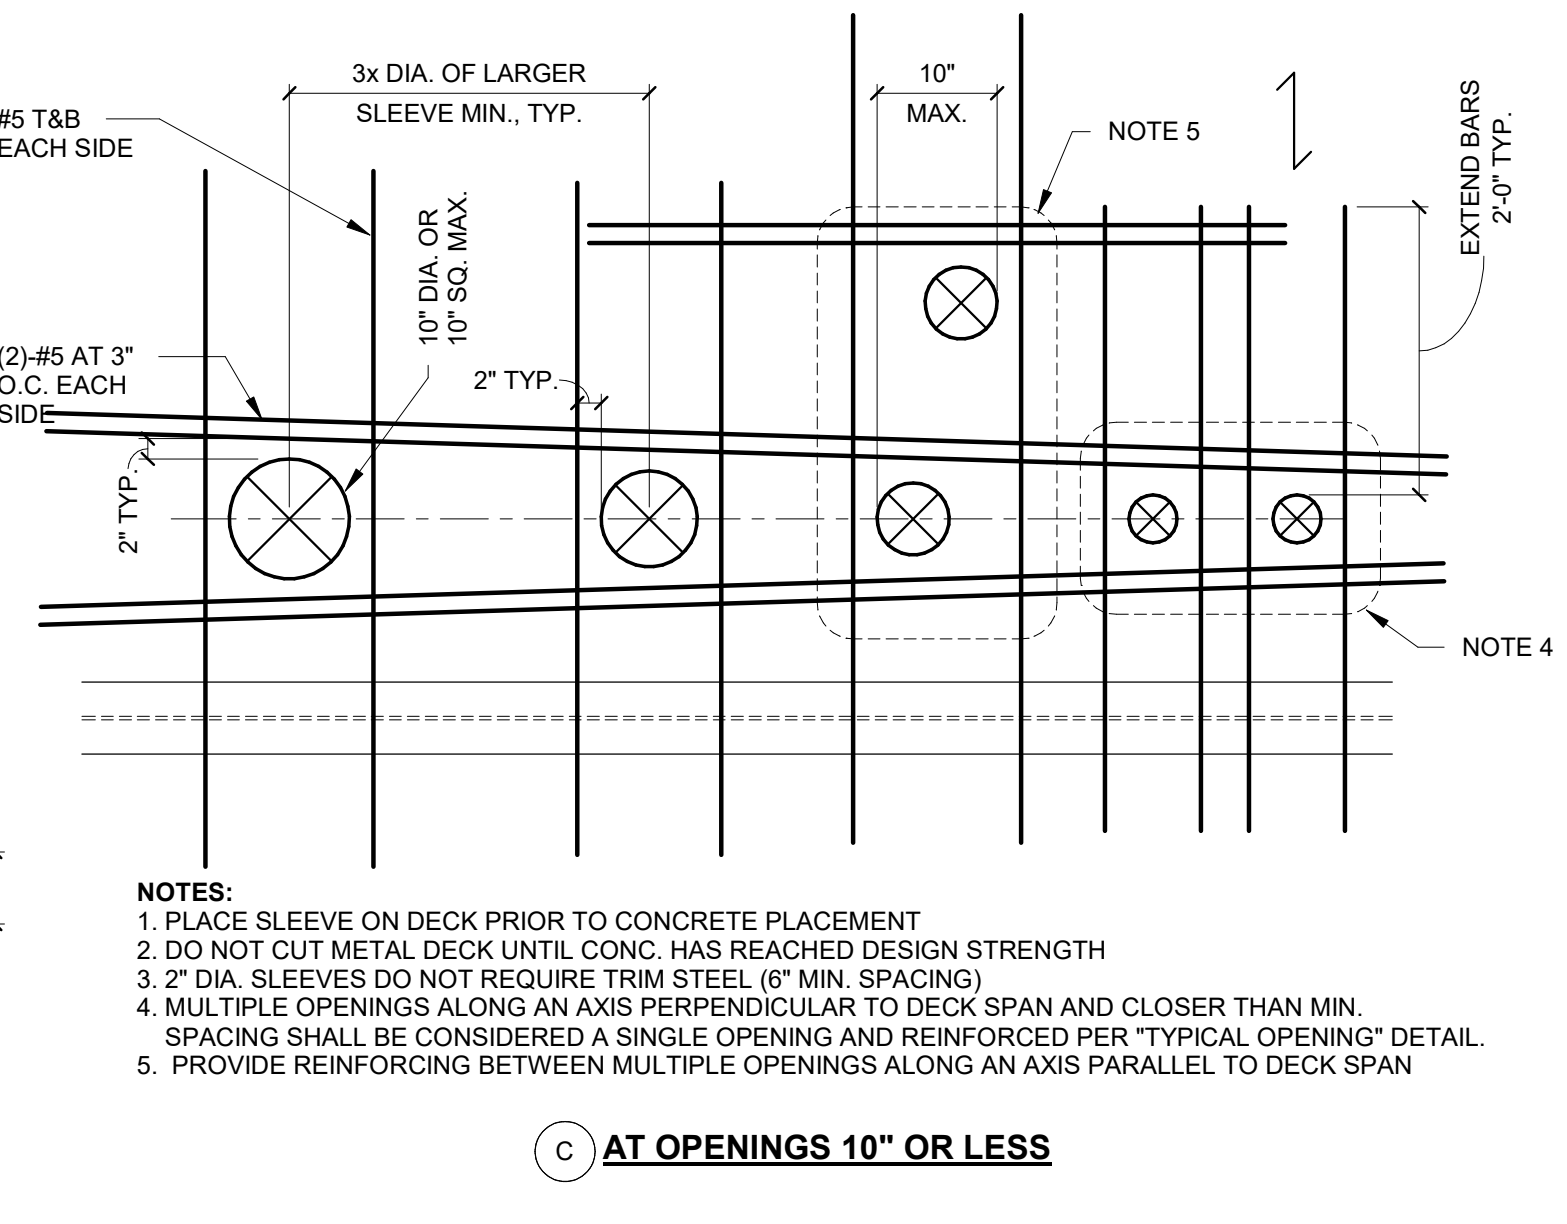 3x DIA. OF LARGER
SLEEVE MIN., TYP.
10"
MAX.
#5 T&B
EACH SIDE
NOTE 5
EXTEND BARS
2'-0" TYP.
10" DIA. OR
10" SQ. MAX.
(2)-#5 AT 3"
O.C. EACH
SIDE
2" TYP.
2" TYP.
NOTE 4
NOTES:
1. PLACE SLEEVE ON DECK PRIOR TO CONCRETE PLACEMENT
2. DO NOT CUT METAL DECK UNTIL CONC. HAS REACHED DESIGN STRENGTH
3. 2" DIA. SLEEVES DO NOT REQUIRE TRIM STEEL (6" MIN. SPACING)
4. MULTIPLE OPENINGS ALONG AN AXIS PERPENDICULAR TO DECK SPAN AND CLOSER THAN MIN.
SPACING SHALL BE CONSIDERED A SINGLE OPENING AND REINFORCED PER "TYPICAL OPENING" DETAIL.
5. PROVIDE REINFORCING BETWEEN MULTIPLE OPENINGS ALONG AN AXIS PARALLEL TO DECK SPAN
C AT OPENINGS 10" OR LESS